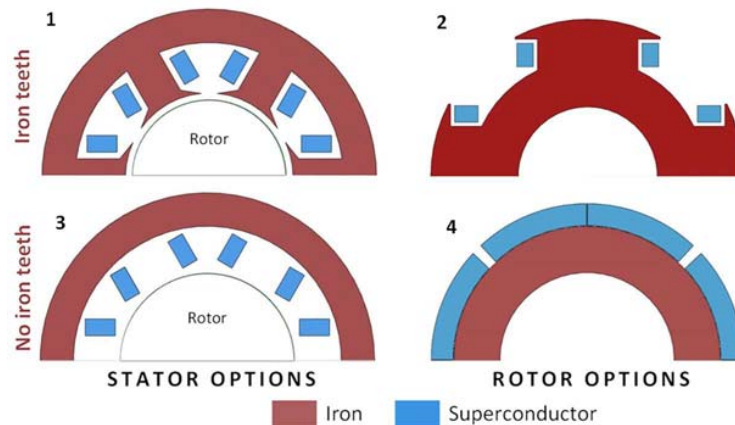 1
2
Iron teeth
Rotor
3
4
No iron teeth
Rotor
STATOR OPTIONS
ROTOR OPTIONS
Iron
Superconductor